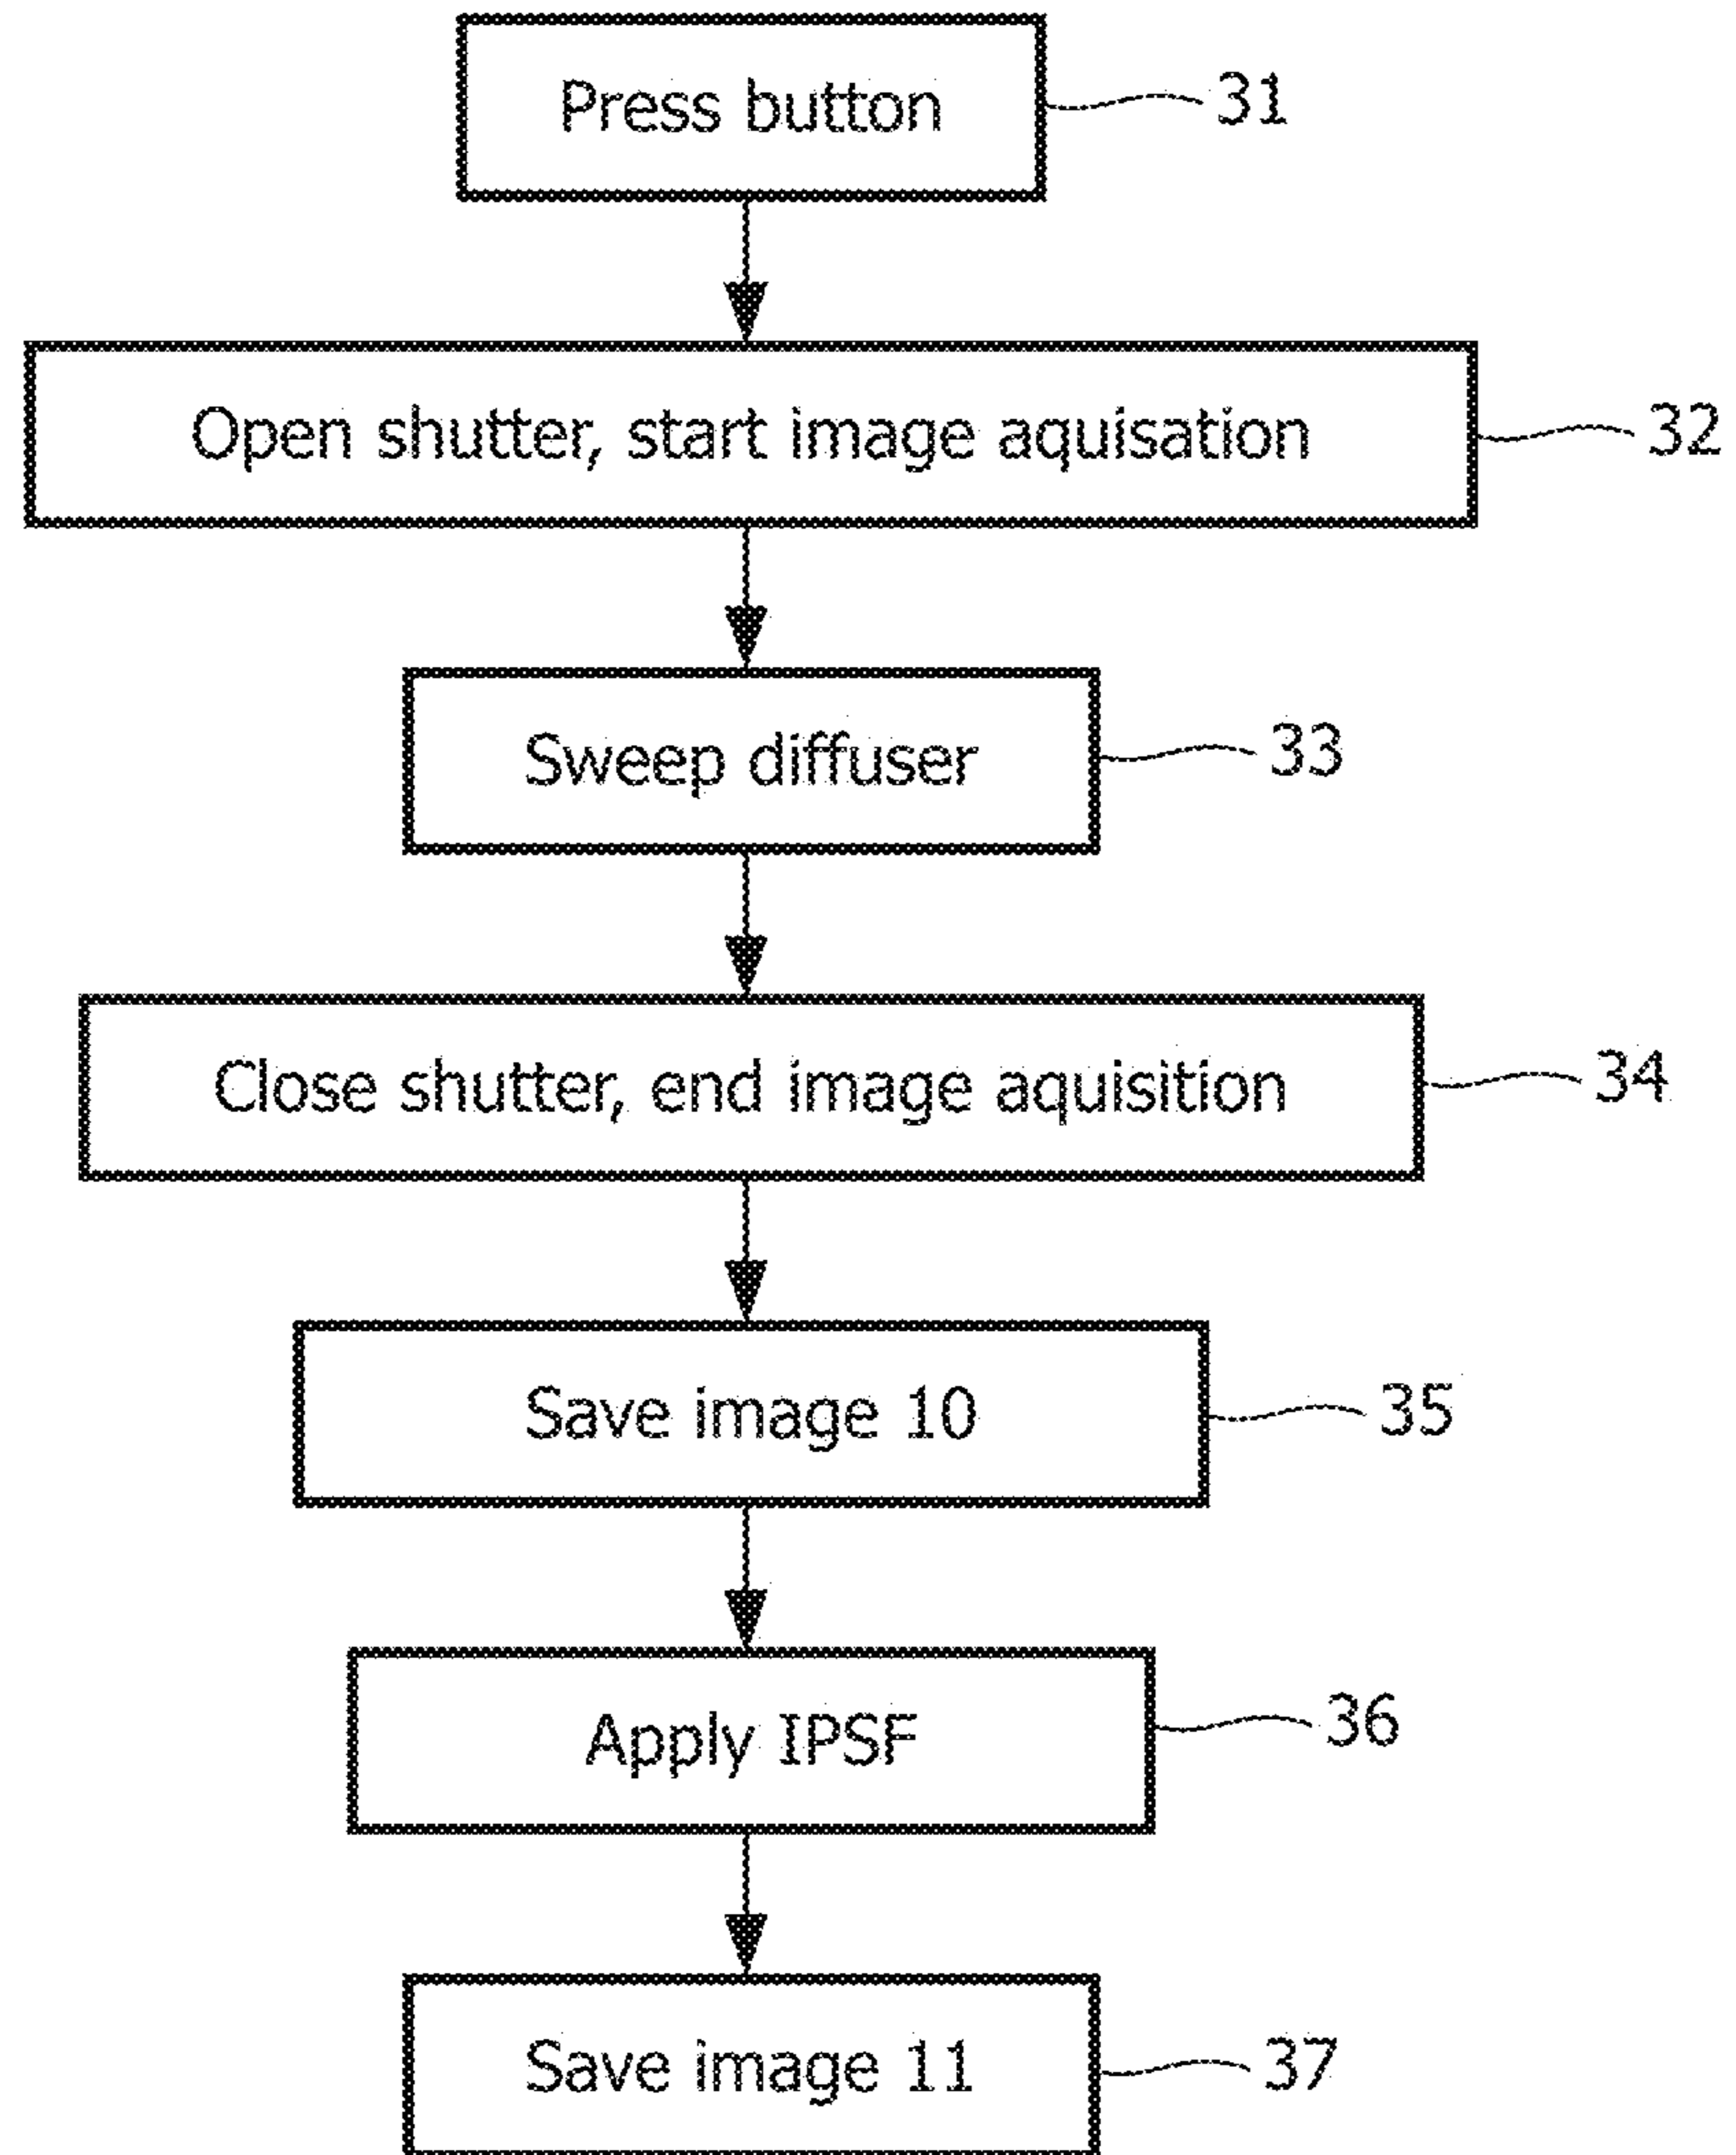 Press button
31
Open shutter, start image aquisation
32
Sweep diffuser
33
Close shutter, end image aquisition
34
Save image 10
35
Apply IPSF
36
Save image 11
37